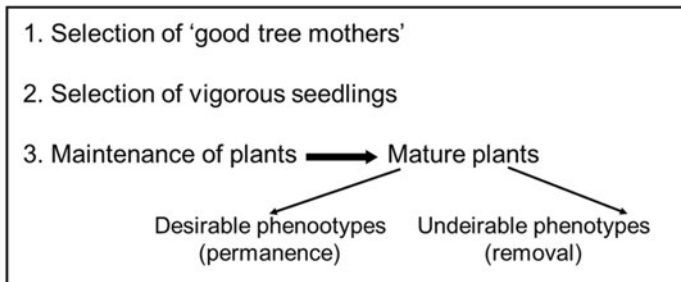 1. Selection of ‘good tree mothers’
2. Selection of vigorous seedlings
3. Maintenance of plants Mature plants
Desirable phenootypes Undeirable phenotypes
(permanence) (removal)